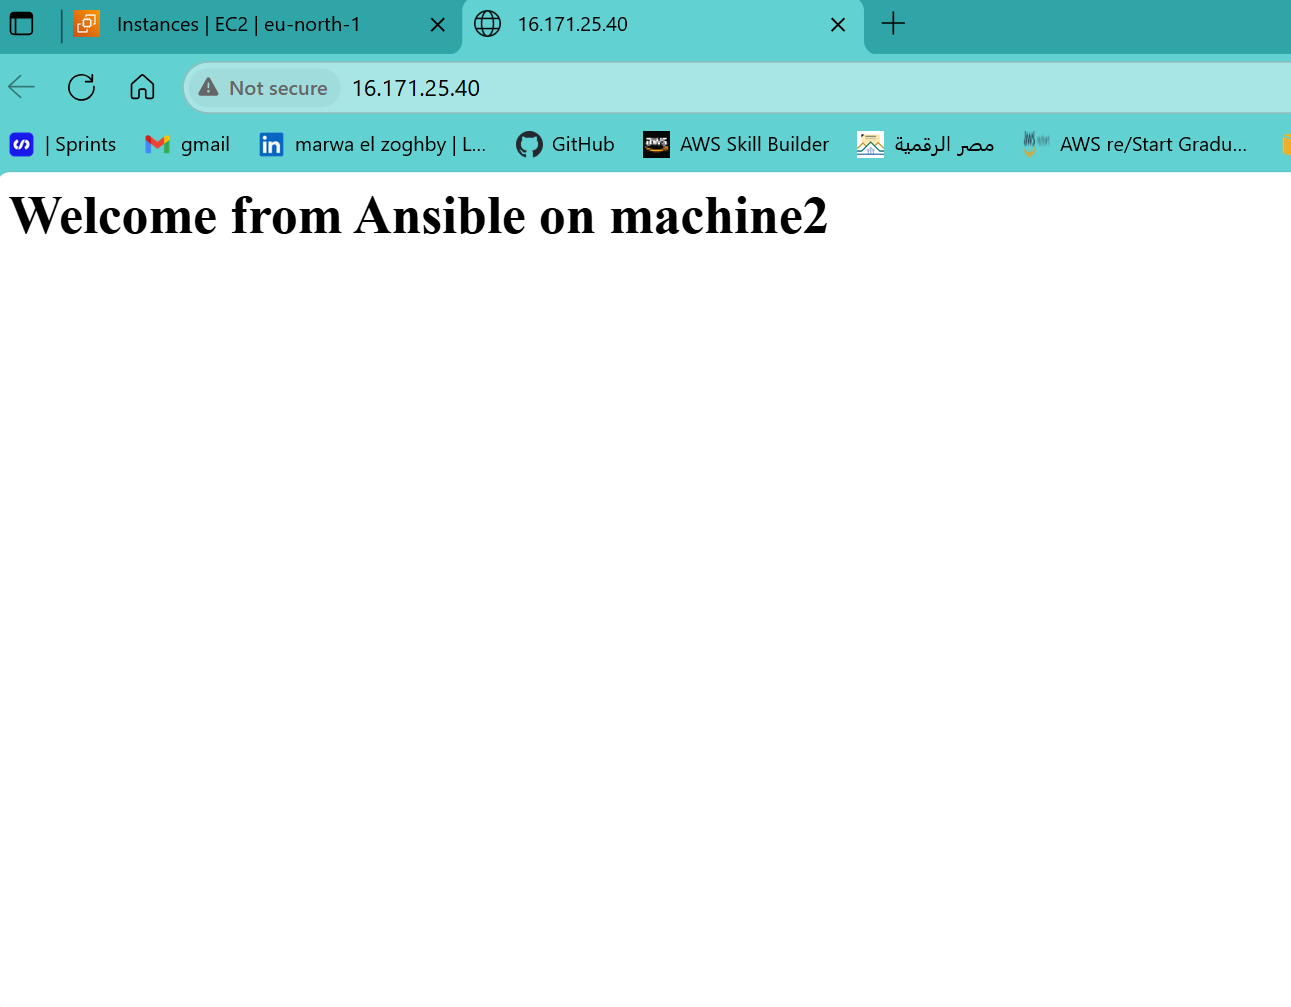 Instances | EC2 | eu-north-1
16.171.25.40
Not secure 16.171.25.40
| Sprints gmail marwa el zoghby | L... GitHub AWS Skill Builder مصر الرقمية AWS re/Start Gradu...
Welcome from Ansible on machine2